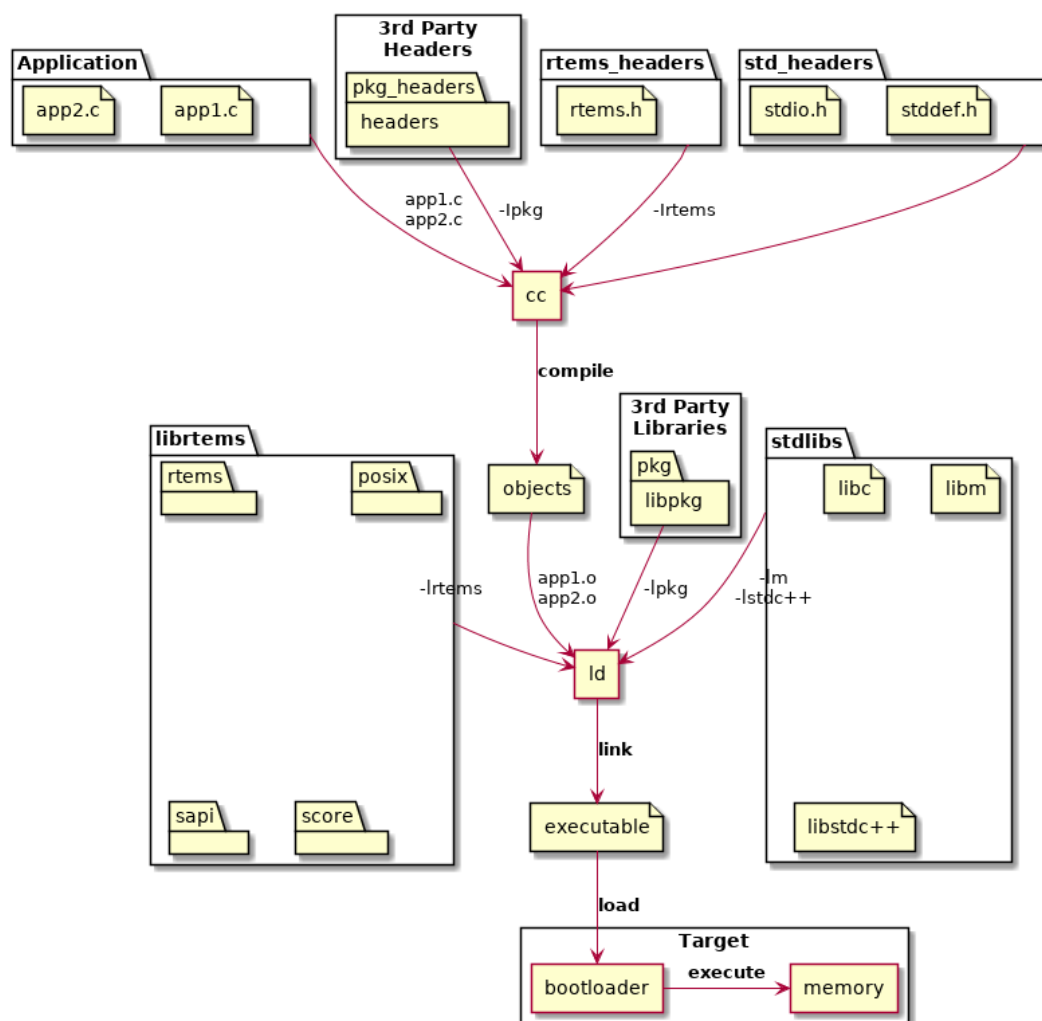 3rd Party
Headers
Application
rtems_headers
std_headers
pkg_headers
app2.c
app1.c
headers
rtems.h
stdio.h
stddef.h
app1.c
app2.c
-Ipkg
-Irtems
cc
compile
3rd Party
Libraries
librtems
stdlibs
rtems
posix
pkg
libc
libm
objects
libpkg
-lrtems
app1.o
app2.o
-lpkg
-lm
-lstdc++
ld
link
sapi
score
executable
libstdc++
load
Target
bootloader
execute
memory